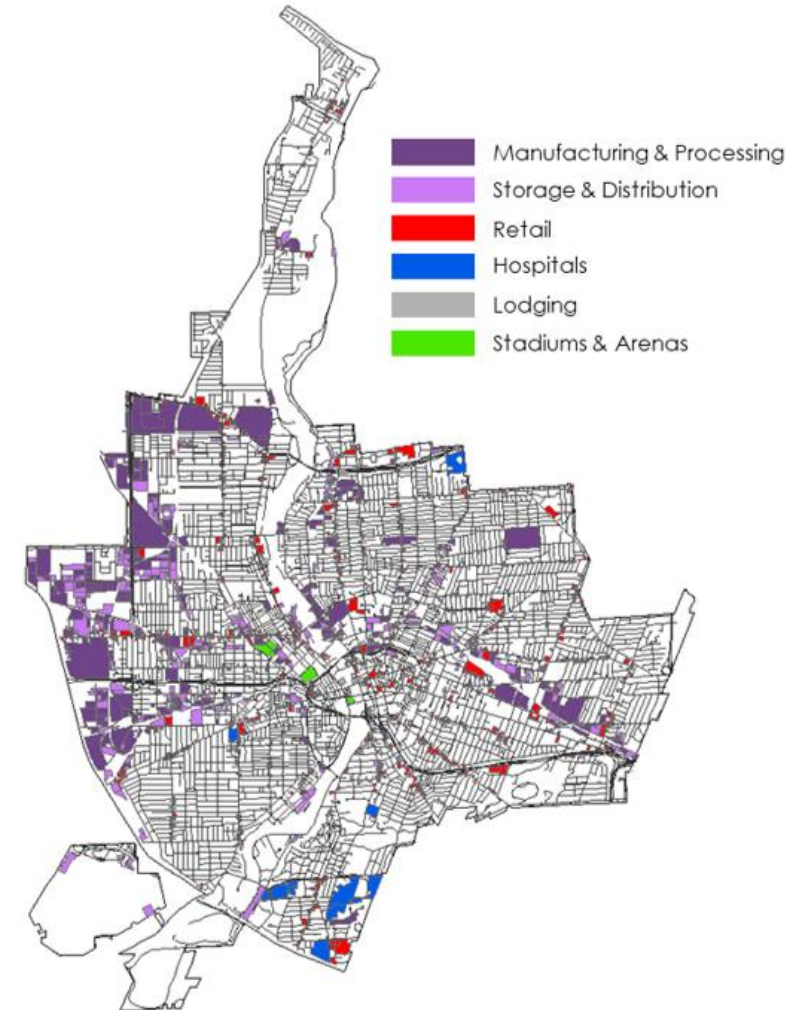 Manufacturing & Processing
Storage & Distribution
Retail
Hospitals
Lodging
Stadiums & Arenas